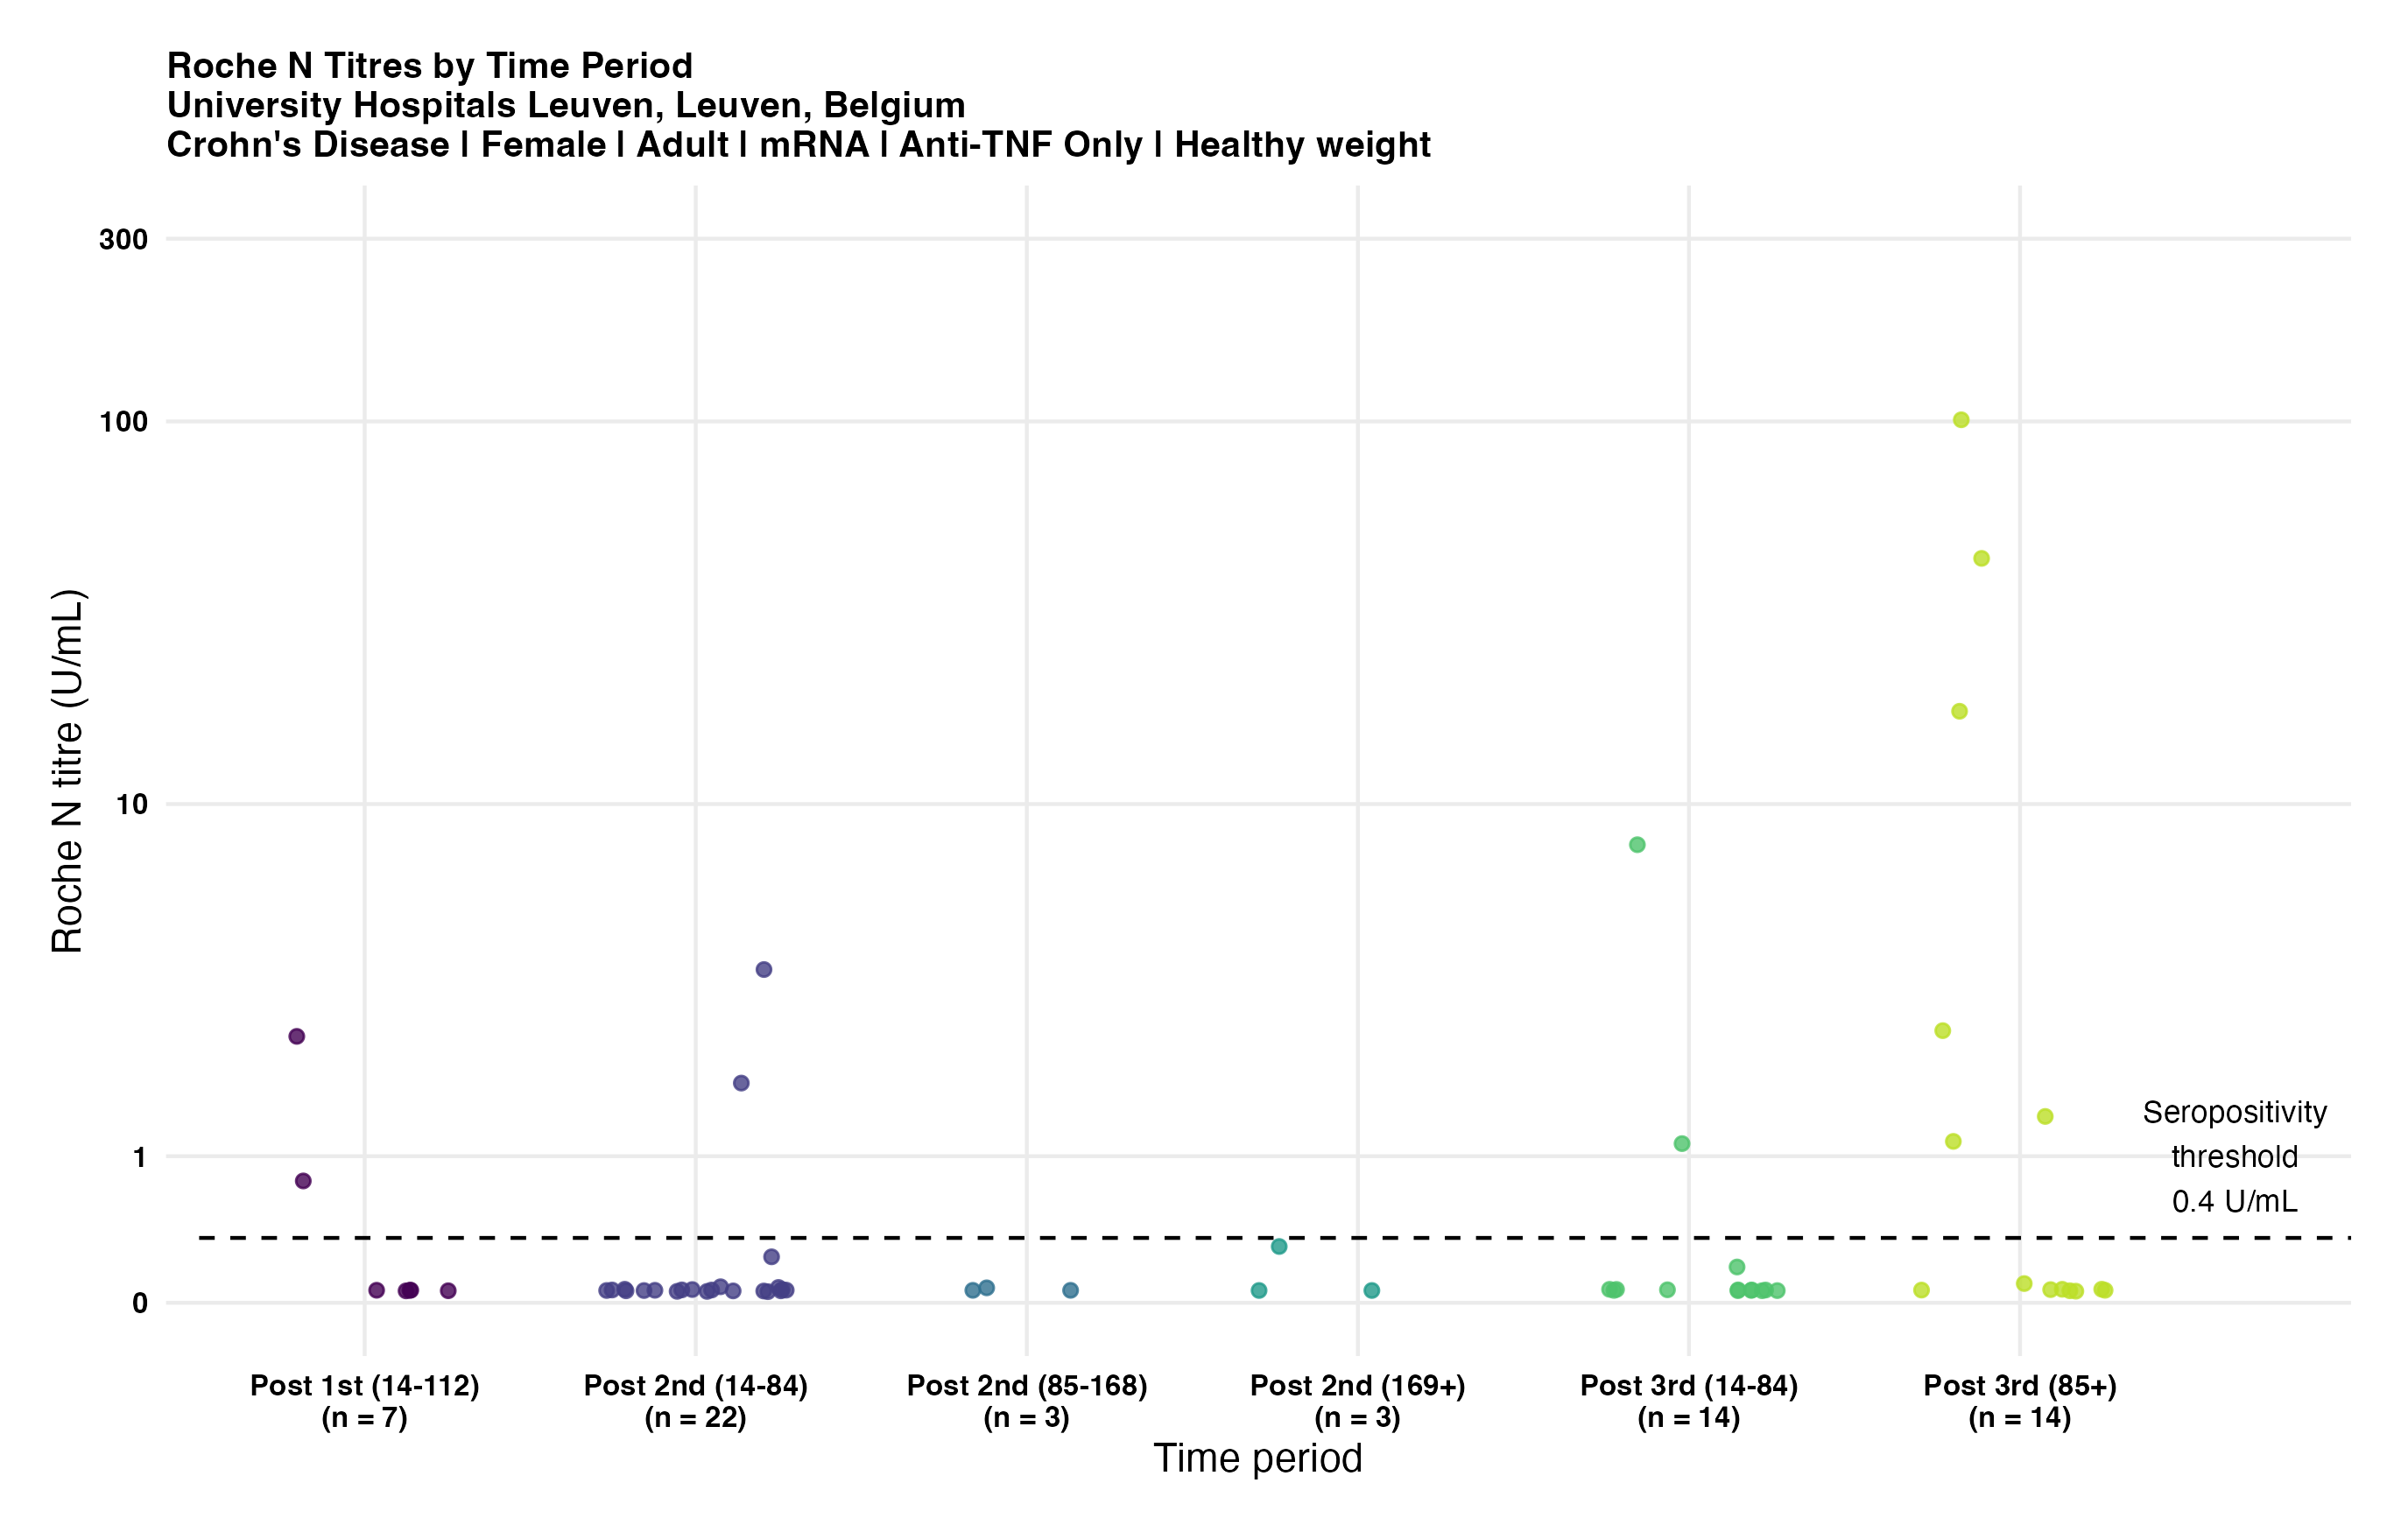 Roche N Titres by Time Period
University Hospitals Leuven, Leuven, Belgium
Crohn's Disease | Female | Adult | mRNA | Anti-TNF Only | Healthy weight
Roche N titre (U/mL)
300
100
10
1
0
Seropositivity
threshold
0.4 U/mL
Post 1st (14-112)
(n = 7)
Post 2nd (14-84)
(n = 22)
Post 2nd (85-168)
(n = 3)
Post 2nd (169+)
(n = 3)
Post 3rd (14-84)
(n = 14)
Post 3rd (85+)
(n = 14)
Time period